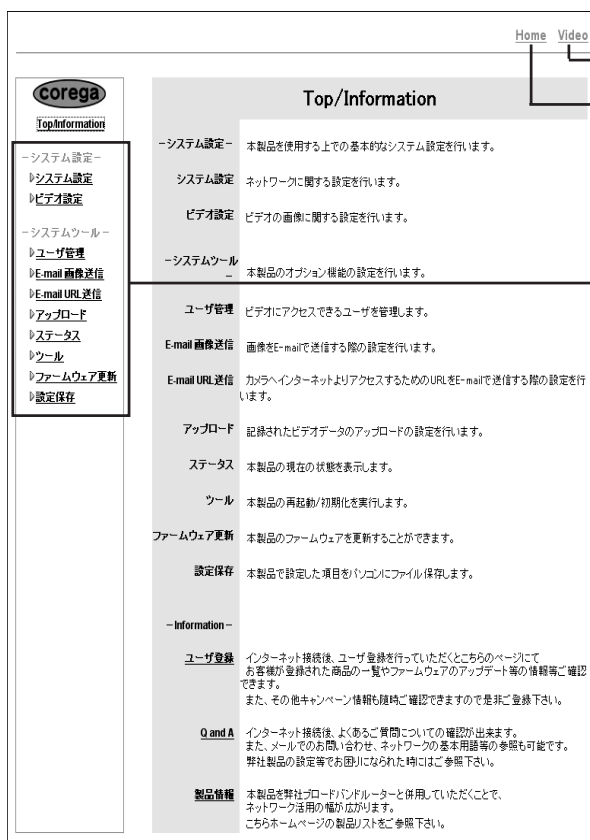 Home Video
corega
Top/Information
Top/Information
－システム設定－
システム設定
ビデオ設定
－システムツール－
ユーザ管理
E-mail 画像送信
E-mail URL送信
アップロード
ステータス
ツール
ファームウェア更新
設定保存
－システム設定－ 本製品を使用する上での基本的なシステム設定を行います。
システム設定 ネットワークに関する設定を行います。
ビデオ設定 ビデオの画像に関する設定を行います。
－システムツール
－ 本製品のオプション機能の設定を行います。
ユーザ管理 ビデオにアクセスできるユーザを管理します。
E-mail 画像送信 画像をE-mailで送信する際の設定を行います。
E-mail URL送信 カメラへインターネットよりアクセスするためのURLをE-mailで送信する際の設定を行
います。
アップロード 記録されたビデオデータのアップロードの設定を行います。
ステータス 本製品の現在の状態を表示します。
ツール 本製品の再起動/初期化を実行します。
ファームウェア更新 本製品のファームウェアを更新することができます。
設定保存 本製品で設定した項目をパソコンにファイル保存します。
－Information－
ユーザ登録 インターネット接続後、ユーザ登録を行っていただくとこちらのページにて
お客様が登録された商品の一覧やファームウェアのアップデート等の情報等ご確認
できます。
また、その他キャンペーン情報も随時ご確認できますので是非ご登録下さい。
Q and A インターネット接続後、よくあるご質問についての確認が出来ます。
また、メールでのお問い合わせ、ネットワークの基本用語等の参照も可能です。
弊社製品の設定等でお困りになられた時にはご参照下さい。
製品情報 本製品を弊社ブロードバンドルーターと併用していただくことで、
ネットワーク活用の幅が広がります。
こちらホームページの製品リストをご参照下さい。